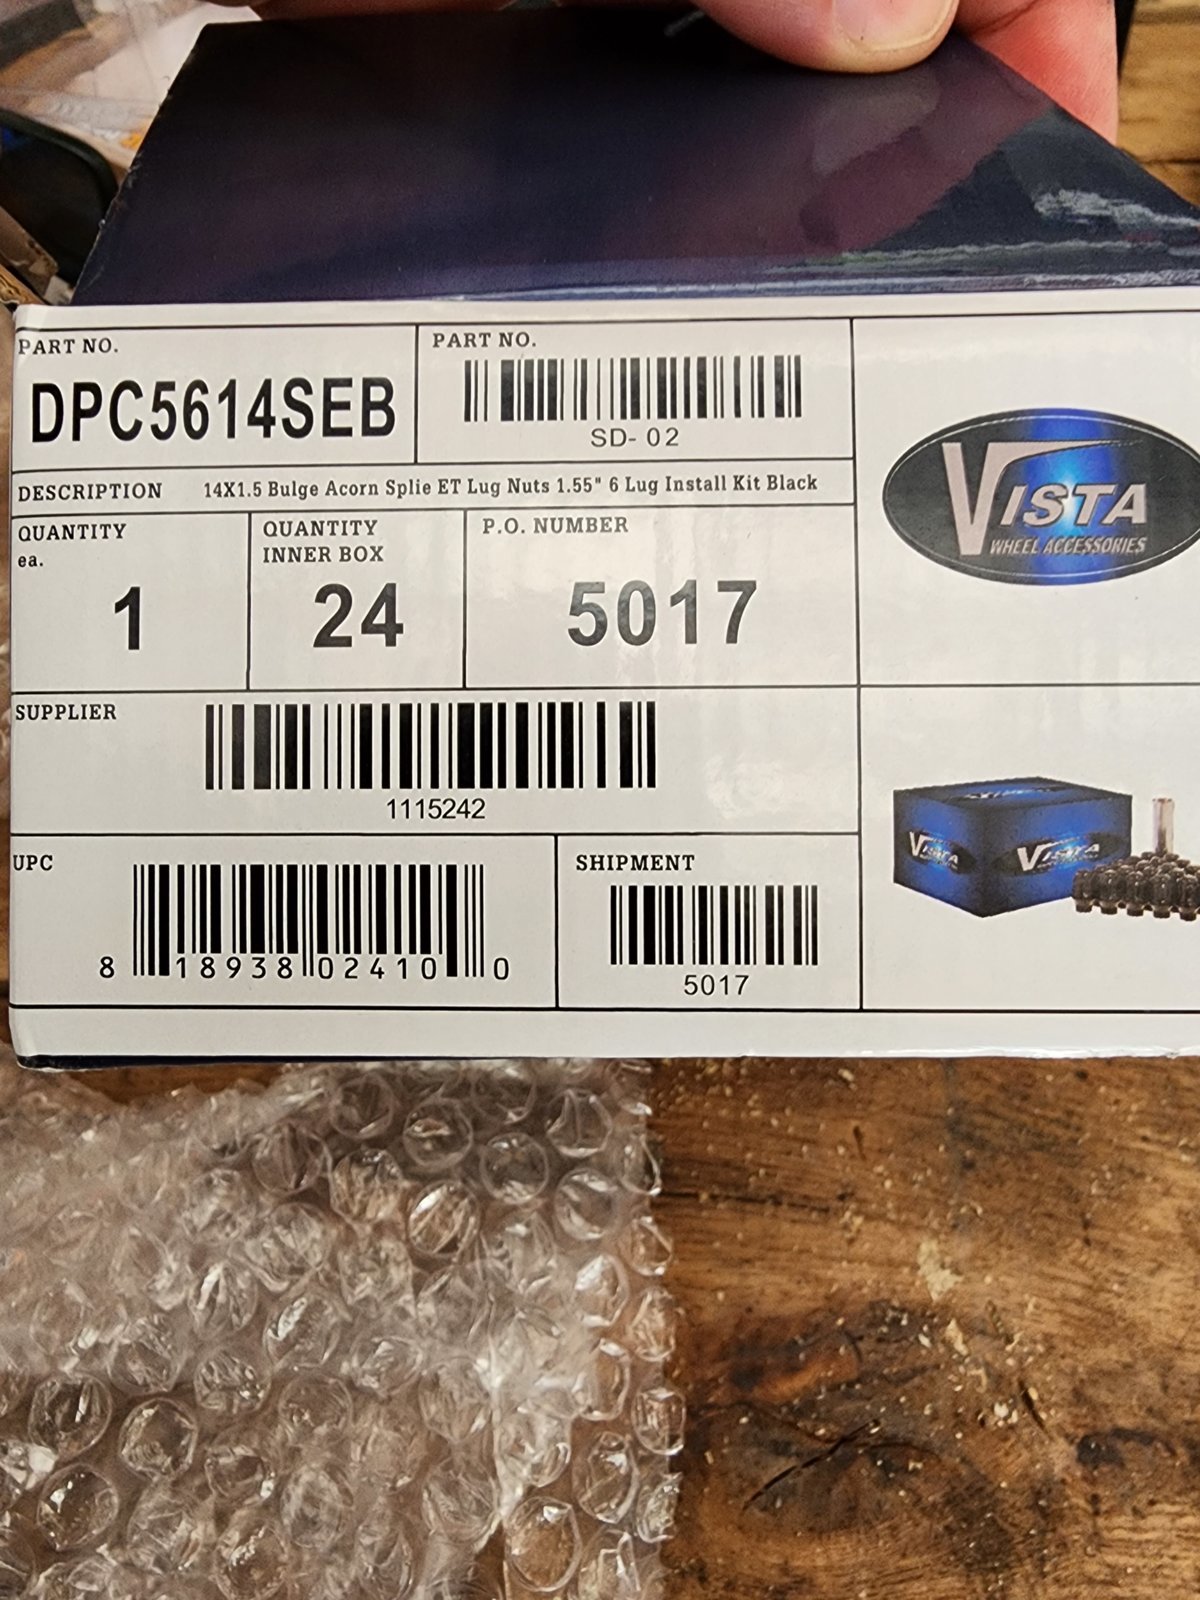 PART NO.
DPC5614SEB
PART NO.
SD- 02
DESCRIPTION 14X1.5 Bulge Acorn Splie ET Lug Nuts 1.55" 6 Lug Install Kit Black
QUANTITY
ea.
1
QUANTITY
INNER BOX
24
P.O. NUMBER
5017
SUPPLIER
1115242
UPC
8 18938 02410 0
SHIPMENT
5017
VISTA
WHEEL ACCESSORIES
VISTA
VISTA